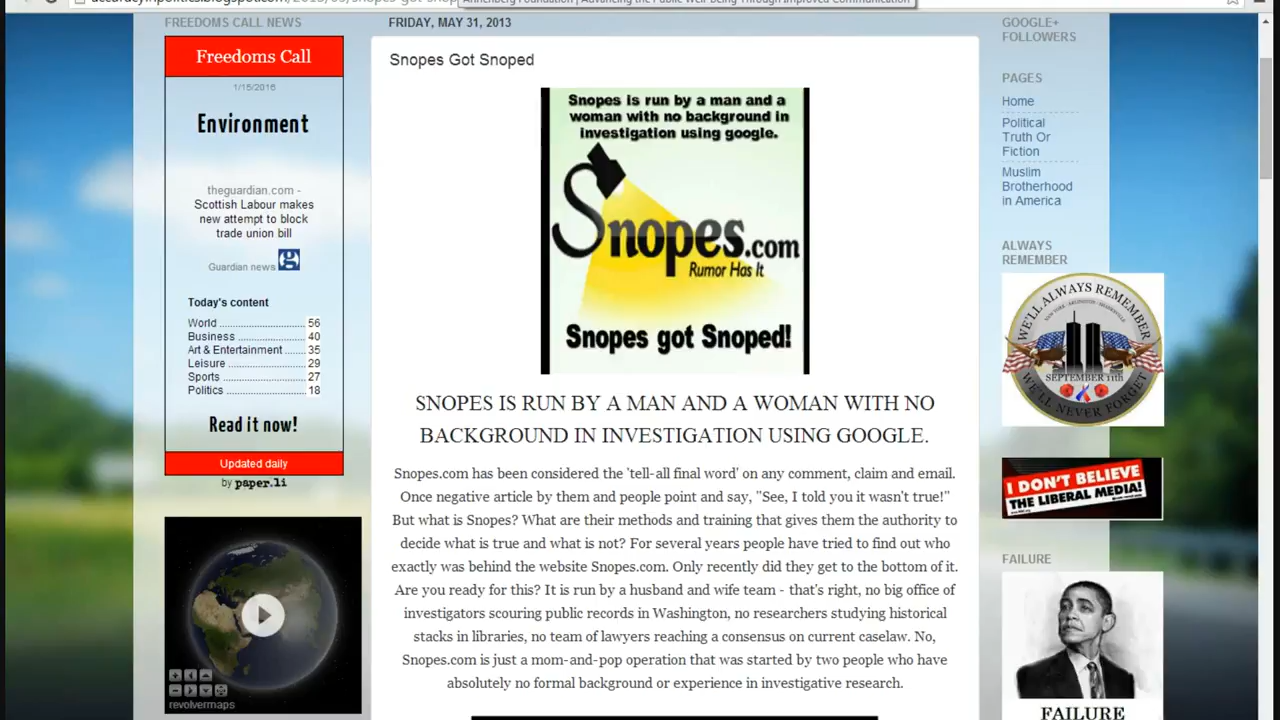 Annenberg Foundation | Advancing the Public Well-Being Through Improved Communication
FREEDOMS CALL NEWS
Freedoms Call
1/15/2016
Environment
theguardian.com -
Scottish Labour makes
new attempt to block
trade union bill
Guardian news
Today's content
World ........................ 56
Business .................... 40
Art & Entertainment ...... 35
Leisure ...................... 29
Sports ....................... 27
Politics ...................... 18
Read it now!
Updated daily
by paper.li
revolvermaps
FRIDAY, MAY 31, 2013
Snopes Got Snoped
Snopes is run by a man and a
woman with no background in
investigation using google.
Snopes.com
Rumor Has It
Snopes got Snoped!
SNOPES IS RUN BY A MAN AND A WOMAN WITH NO
BACKGROUND IN INVESTIGATION USING GOOGLE.
Snopes.com has been considered the 'tell-all final word' on any comment, claim and email.
Once negative article by them and people point and say, "See, I told you it wasn't true!"
But what is Snopes? What are their methods and training that gives them the authority to
decide what is true and what is not? For several years people have tried to find out who
exactly was behind the website Snopes.com. Only recently did they get to the bottom of it.
Are you ready for this? It is run by a husband and wife team - that's right, no big office of
investigators scouring public records in Washington, no researchers studying historical
stacks in libraries, no team of lawyers reaching a consensus on current caselaw. No,
Snopes.com is just a mom-and-pop operation that was started by two people who have
absolutely no formal background or experience in investigative research.
GOOGLE+
FOLLOWERS
PAGES
Home
Political
Truth Or
Fiction
Muslim
Brotherhood
in America
ALWAYS
REMEMBER
WE'LL ALWAYS REMEMBER
SEPTEMBER 11th
WE'LL NEVER FORGET
I DON'T BELIEVE
THE LIBERAL MEDIA!
FAILURE
FAILURE